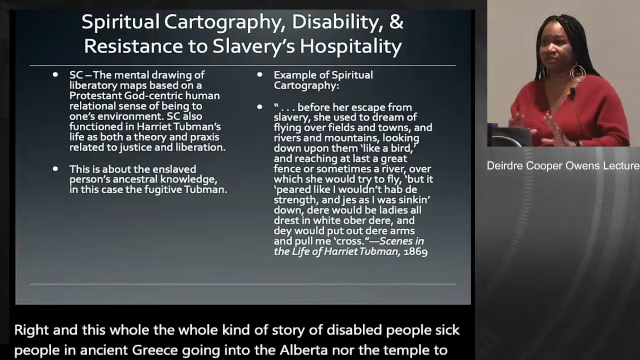 Spiritual Cartography, Disability, &
Resistance to Slavery's Hospitality
• SC – The mental drawing of
liberatory maps based on a
Protestant God-centric human
relational sense of being to
one's environment. SC also
functioned in Harriet Tubman's
life as both a theory and praxis
related to justice and liberation.
• This is about the enslaved
person's ancestral knowledge,
in this case the fugitive Tubman.
• Example of Spiritual
Cartography:
• " . . . before her escape from
slavery, she used to dream of
flying over fields and towns, and
rivers and mountains, looking
down upon them 'like a bird,'
and reaching at last a great
fence or sometimes a river, over
which she would try to fly, 'but it
'peared like I wouldn't hab de
strength, and jes as I was sinkin'
down, dere would be ladies all
drest in white ober dere, and
dey would put out dere arms
and pull me 'cross."—Scenes in
the Life of Harriet Tubman, 1869
Deirdre Cooper Owens Lecture
Right and this whole the whole kind of story of disabled people sick
people in ancient Greece going into the Alberta nor the temple to